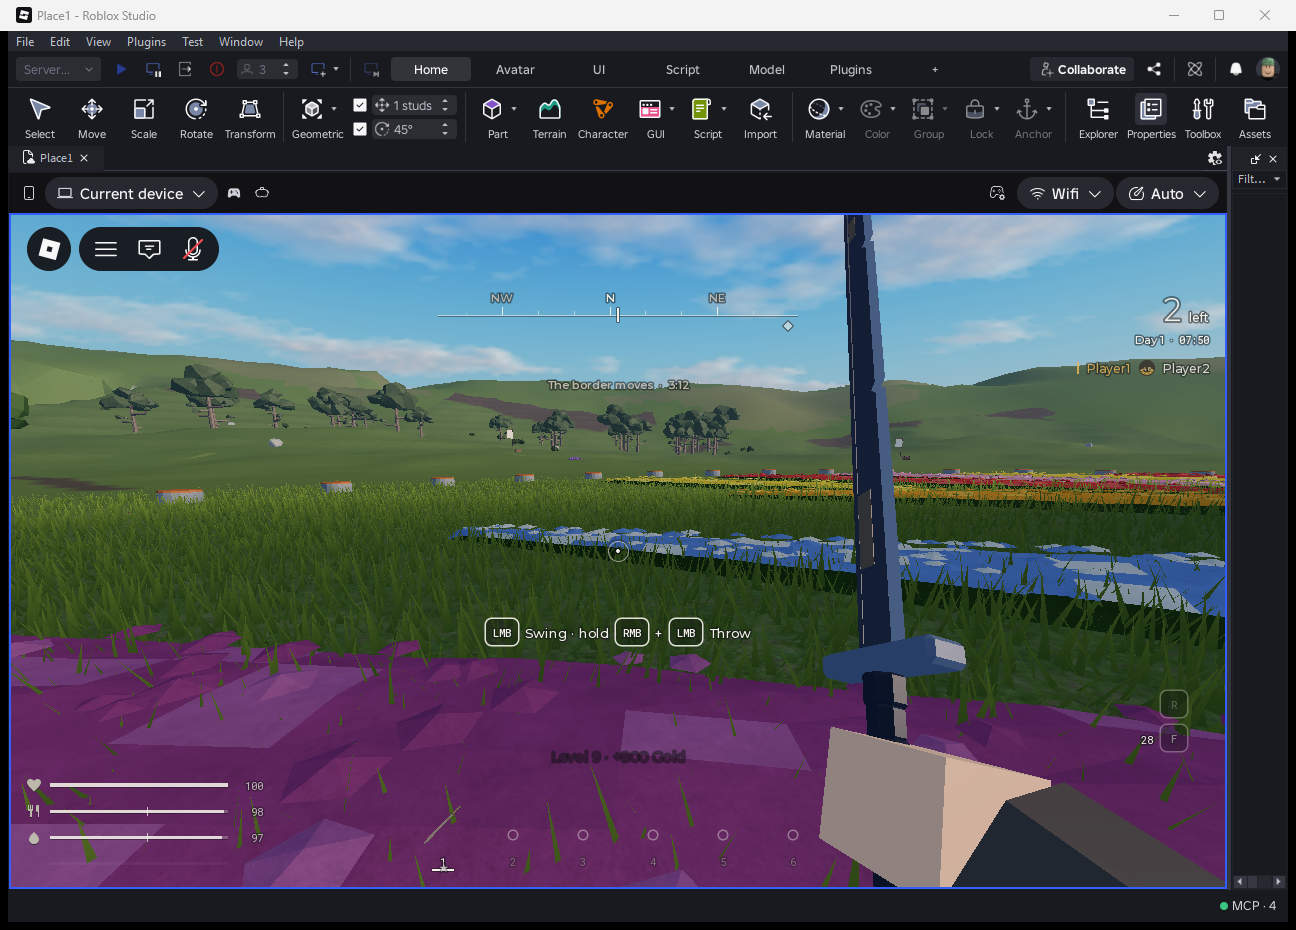 Place1 - Roblox Studio
File Edit View Plugins Test Window Help
Server... 3 Home Avatar UI Script Model Plugins + Collaborate
Select Move Scale Rotate Transform Geometric 1 studs 45° Part Terrain Character GUI Script Import Material Color Group Lock Anchor Explorer Properties Toolbox Assets
Place1
Filt...
Current device Wifi Auto
NW N NE
2 left
Day1 · 07:50
Player1 Player2
The border moves · 3:12
LMB Swing · hold RMB + LMB Throw
R
28 F
Level 9 · +900 Gold
100
98
97
1 2 3 4 5 6
MCP · 4